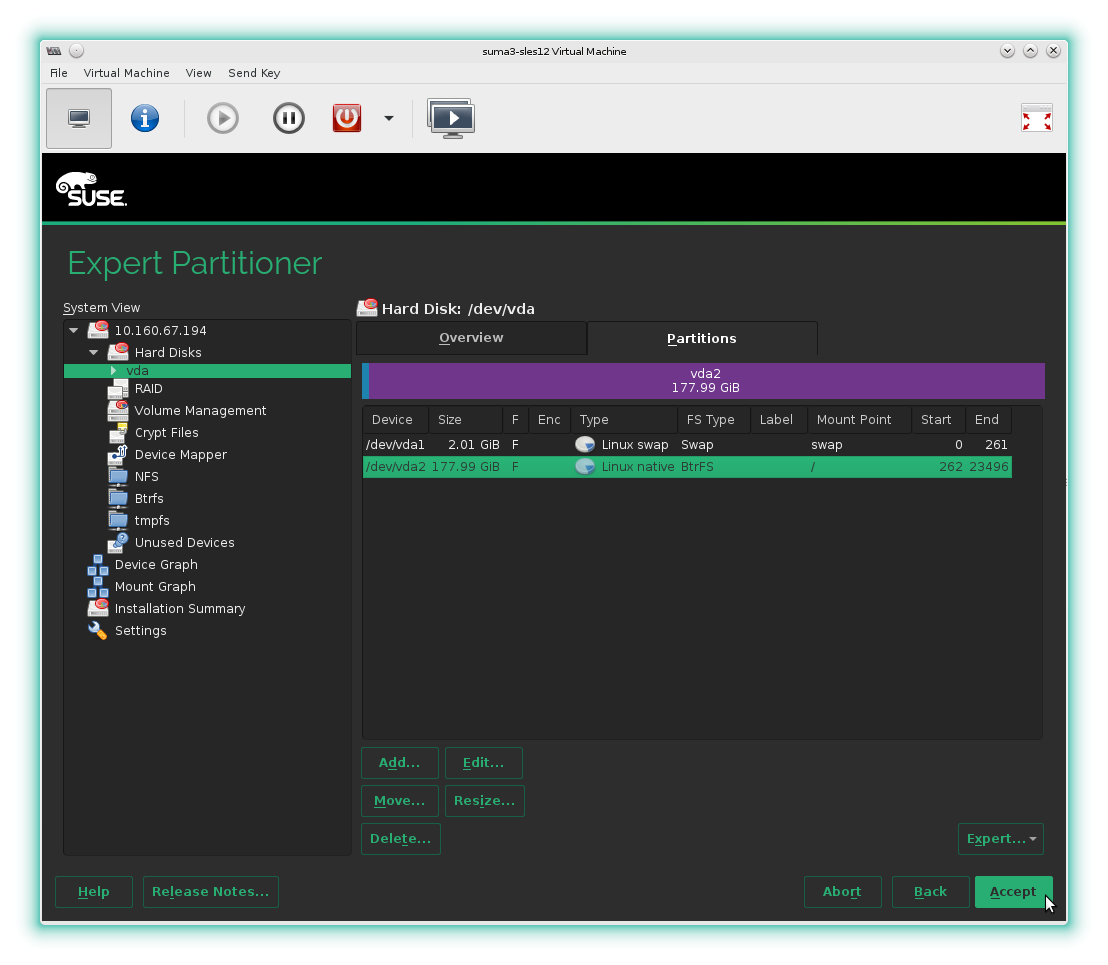 suma3-sles12 Virtual Machine
File Virtual Machine View Send Key
SUSE.
Expert Partitioner
System View
10.160.67.194
Hard Disks
vda
RAID
Volume Management
Crypt Files
Device Mapper
NFS
Btrfs
tmpfs
Unused Devices
Device Graph
Mount Graph
Installation Summary
Settings
Hard Disk: /dev/vda
Overview Partitions
vda2
177.99 GiB
Device Size F Enc Type FS Type Label Mount Point Start End
/dev/vda1 2.01 GiB F Linux swap Swap swap 0 261
/dev/vda2 177.99 GiB F Linux native BtrFS / 262 23496
Add... Edit...
Move... Resize...
Delete... Expert...
Help Release Notes... Abort Back Accept